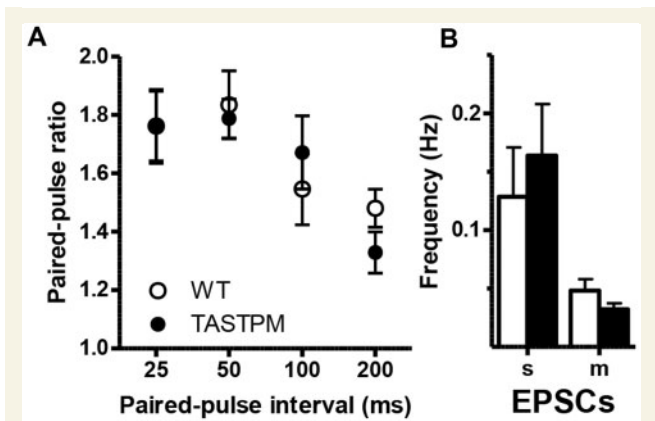 A
2.0
1.8
1.6
1.4
1.2
1.0
Paired-pulse ratio
WT
TASTPM
25 50 100 200
Paired-pulse interval (ms)
B
0.2
0.1
Frequency (Hz)
s m
EPSCs